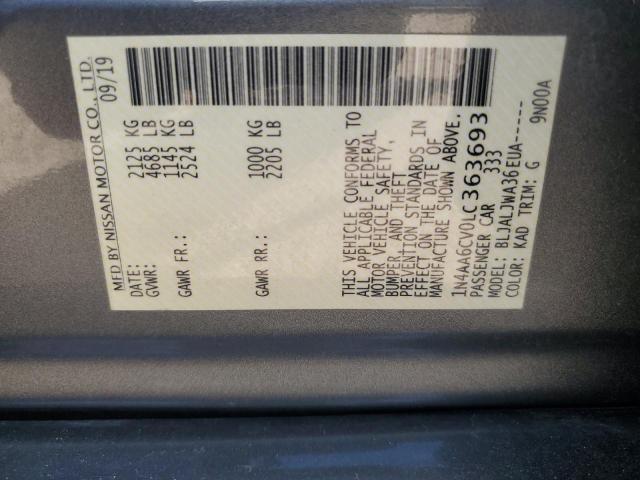 MFD BY NISSAN MOTOR CO., LTD.
DATE: 09/19
GVWR: 2125 KG
4685 LB
GAWR FR: 1145 KG
2524 LB
GAWR RR: 1000 KG
2205 LB
THIS VEHICLE CONFORMS TO
ALL APPLICABLE FEDERAL
MOTOR VEHICLE SAFETY,
BUMPER, AND THEFT
PREVENTION STANDARDS IN
EFFECT ON THE DATE OF
MANUFACTURE SHOWN ABOVE.
1N4AA6CV0LC363693
PASSENGER CAR 333
MODEL: BLJALJWA36EUA-----
COLOR: KAD TRIM: G 9N00A